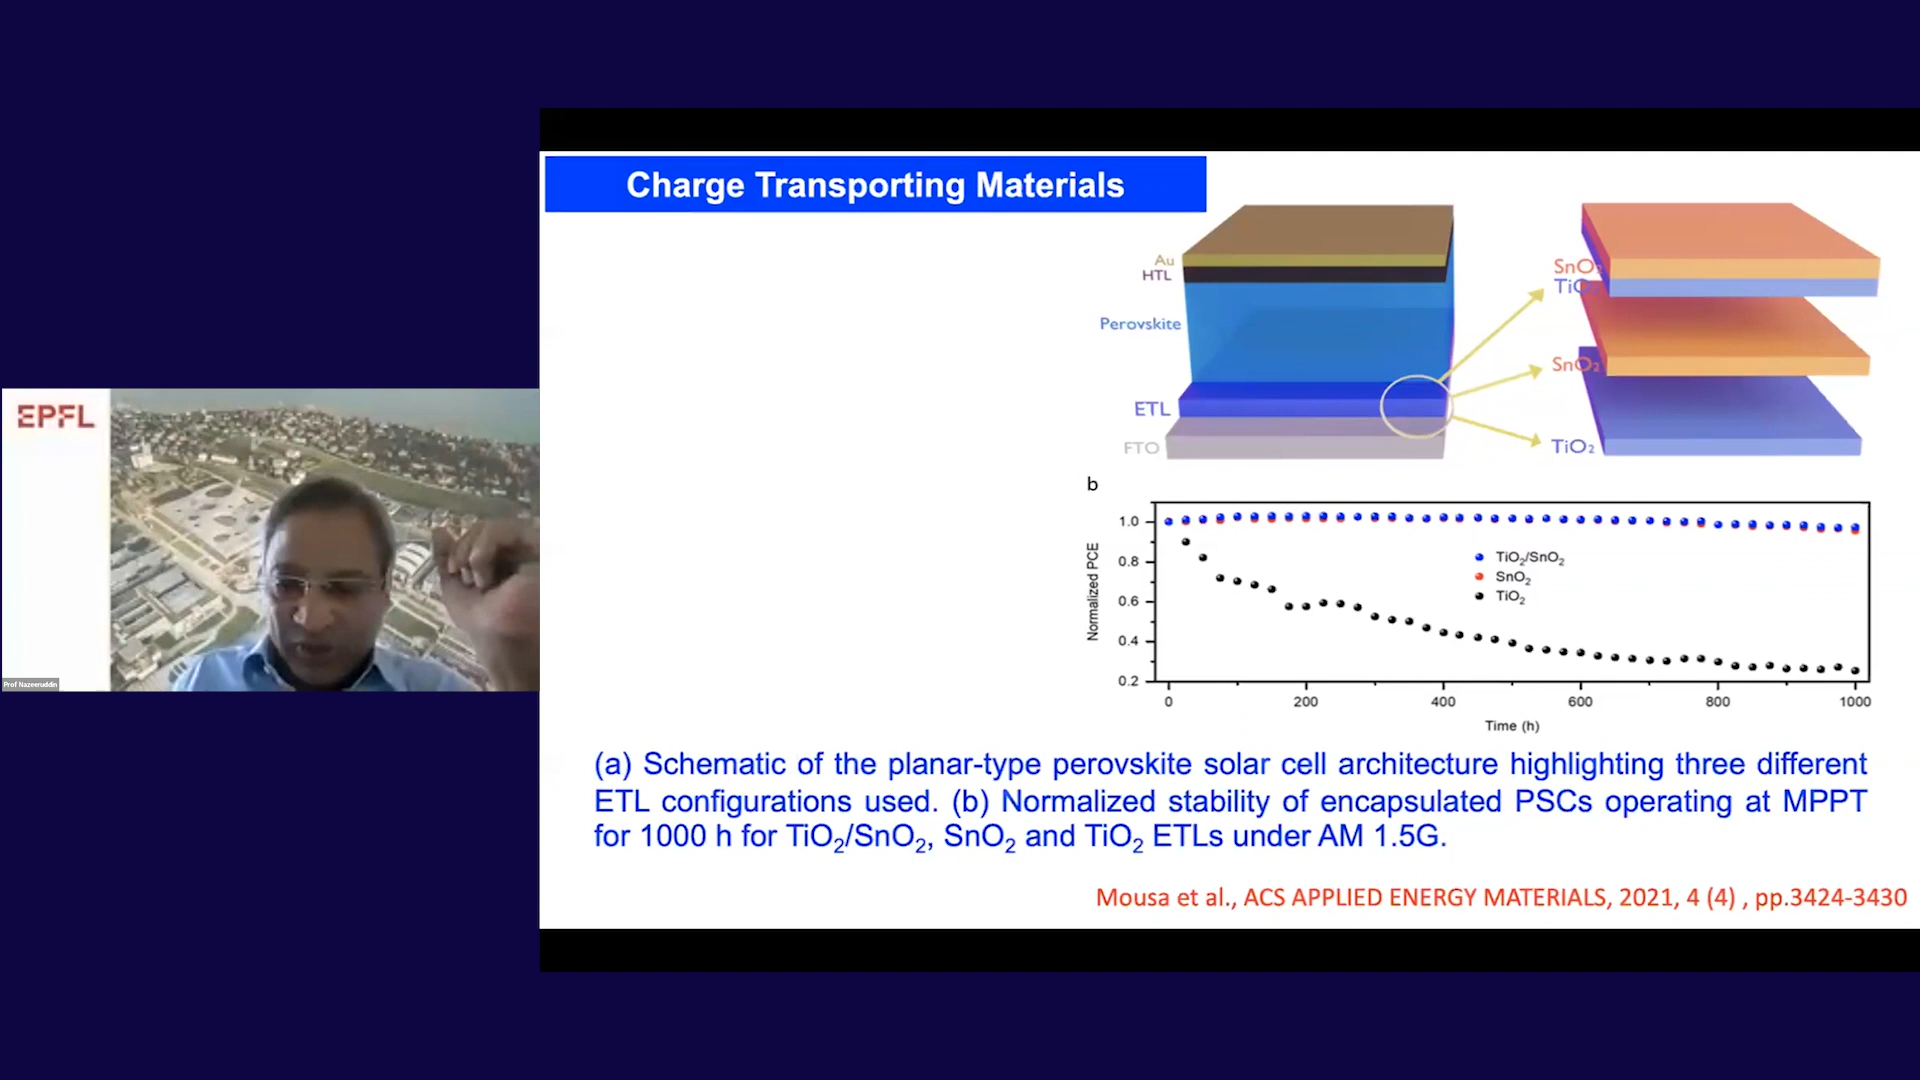 EPFL
Prof Nazeeruddin
Charge Transporting Materials
Au
HTL
Perovskite
ETL
FTO
SnO₂
TiO₂
SnO₂
TiO₂
b
Normalized PCE
1.0
0.8
0.6
0.4
0.2
TiO₂/SnO₂
SnO₂
TiO₂
0 200 400 600 800 1000
Time (h)
(a) Schematic of the planar-type perovskite solar cell architecture highlighting three different
ETL configurations used. (b) Normalized stability of encapsulated PSCs operating at MPPT
for 1000 h for TiO₂/SnO₂, SnO₂ and TiO₂ ETLs under AM 1.5G.
Mousa et al., ACS APPLIED ENERGY MATERIALS, 2021, 4 (4) , pp.3424-3430